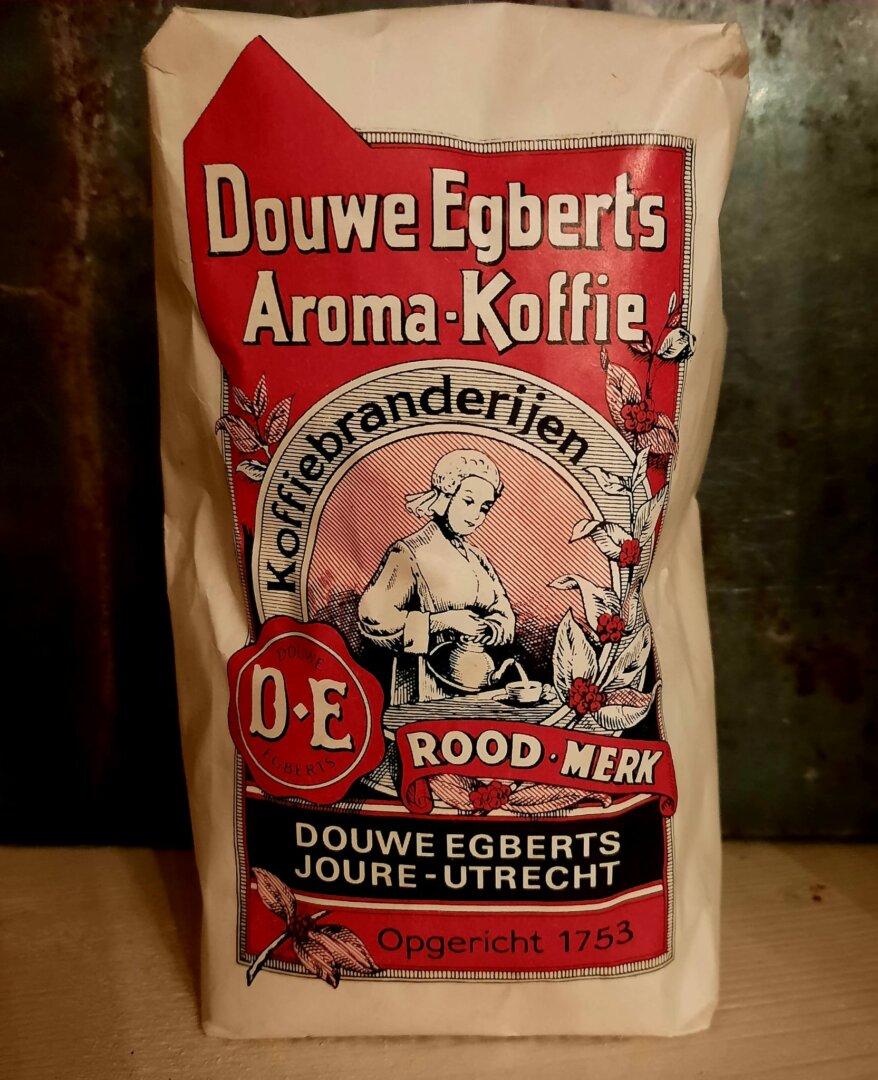 Douwe Egberts
Aroma-Koffie
Koffiebranderijen
DOUWE
D·E
EGBERTS
ROOD·MERK
DOUWE EGBERTS
JOURE-UTRECHT
Opgericht 1753